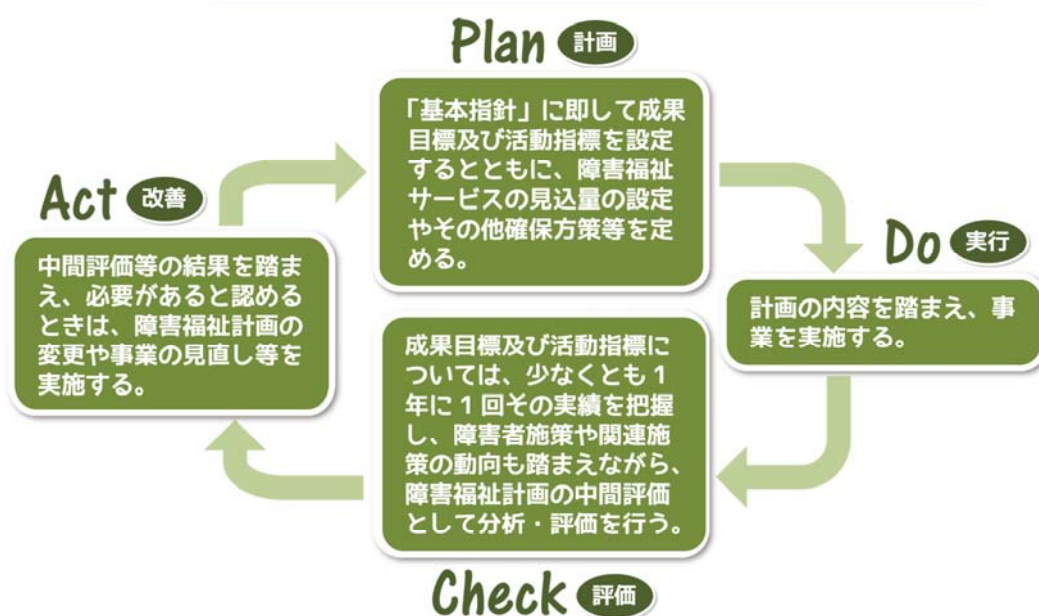 Plan 計画
「基本指針」に即して成果
目標及び活動指標を設定
するとともに、障害福祉
サービスの見込量の設定
やその他確保方策等を定
める。
Do 実行
計画の内容を踏まえ、事
業を実施する。
Check 評価
成果目標及び活動指標に
ついては、少なくとも1
年に1回その実績を把握
し、障害者施策や関連施
策の動向も踏まえながら、
障害福祉計画の中間評価
として分析・評価を行う。
Act 改善
中間評価等の結果を踏ま
え、必要があると認める
ときは、障害福祉計画の
変更や事業の見直し等を
実施する。